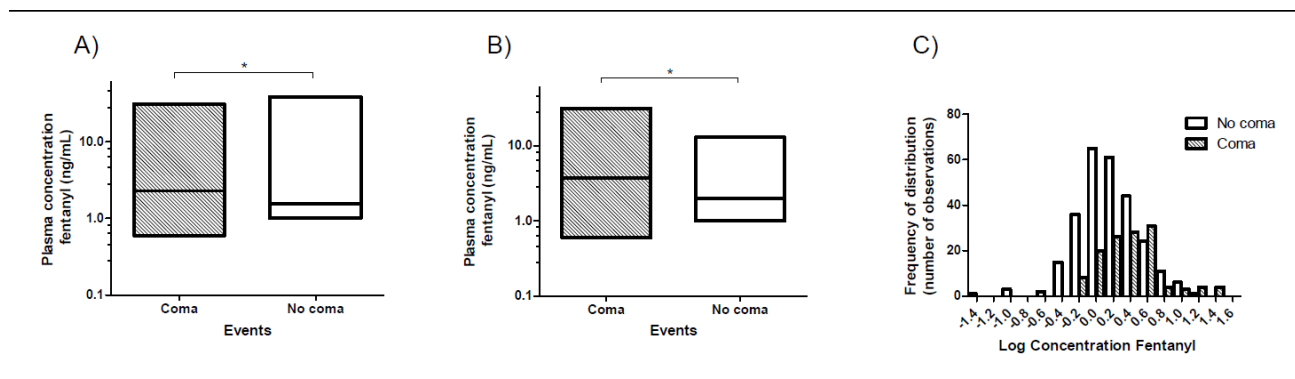 A)
*
Plasma concentration
fentanyl (ng/mL)
10.0
1.0
0.1
Coma
No coma
Events
B)
*
Plasma concentration
fentanyl (ng/mL)
10.0
1.0
0.1
Coma
No coma
Events
C)
Frequency of distribution
(number of observations)
80
60
40
20
0
No coma
Coma
-1.4 -1.2 -1.0 -0.8 -0.6 -0.4 -0.2 0.0 0.2 0.4 0.6 0.8 1.0 1.2 1.4 1.6
Log Concentration Fentanyl